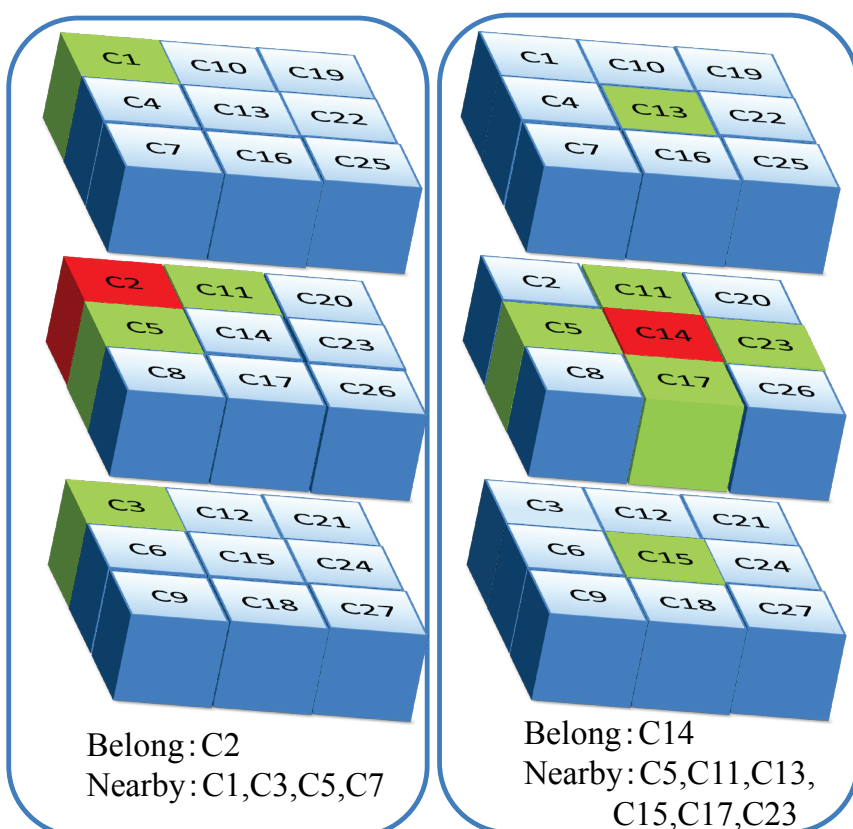 C1 C10 C19
C4 C13 C22
C7 C16 C25
C2 C11 C20
C5 C14 C23
C8 C17 C26
C3 C12 C21
C6 C15 C24
C9 C18 C27
Belong: C2
Nearby: C1,C3,C5,C7
C1 C10 C19
C4 C13 C22
C7 C16 C25
C2 C11 C20
C5 C14 C23
C8 C17 C26
C3 C12 C21
C6 C15 C24
C9 C18 C27
Belong: C14
Nearby: C5,C11,C13,
C15,C17,C23